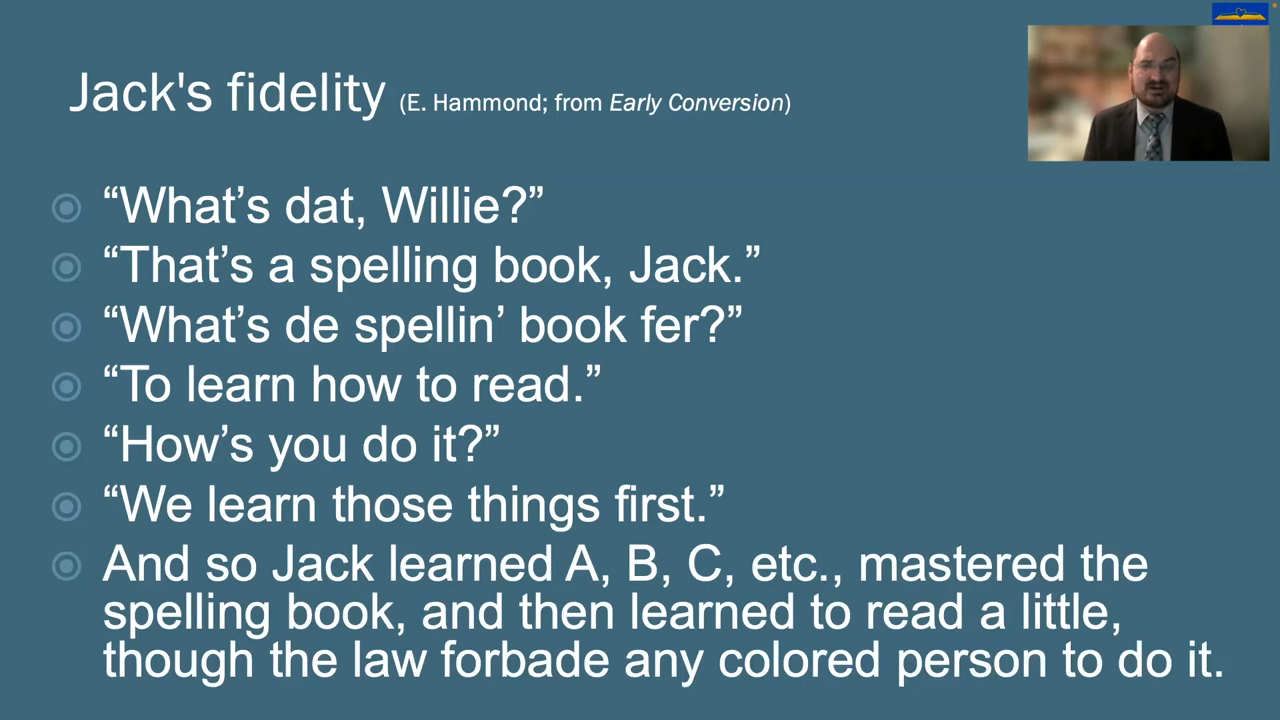 Jack's fidelity (E. Hammond; from Early Conversion)
“What’s dat, Willie?”
“That’s a spelling book, Jack.”
“What’s de spellin’ book fer?”
“To learn how to read.”
“How’s you do it?”
“We learn those things first.”
And so Jack learned A, B, C, etc., mastered the
spelling book, and then learned to read a little,
though the law forbade any colored person to do it.